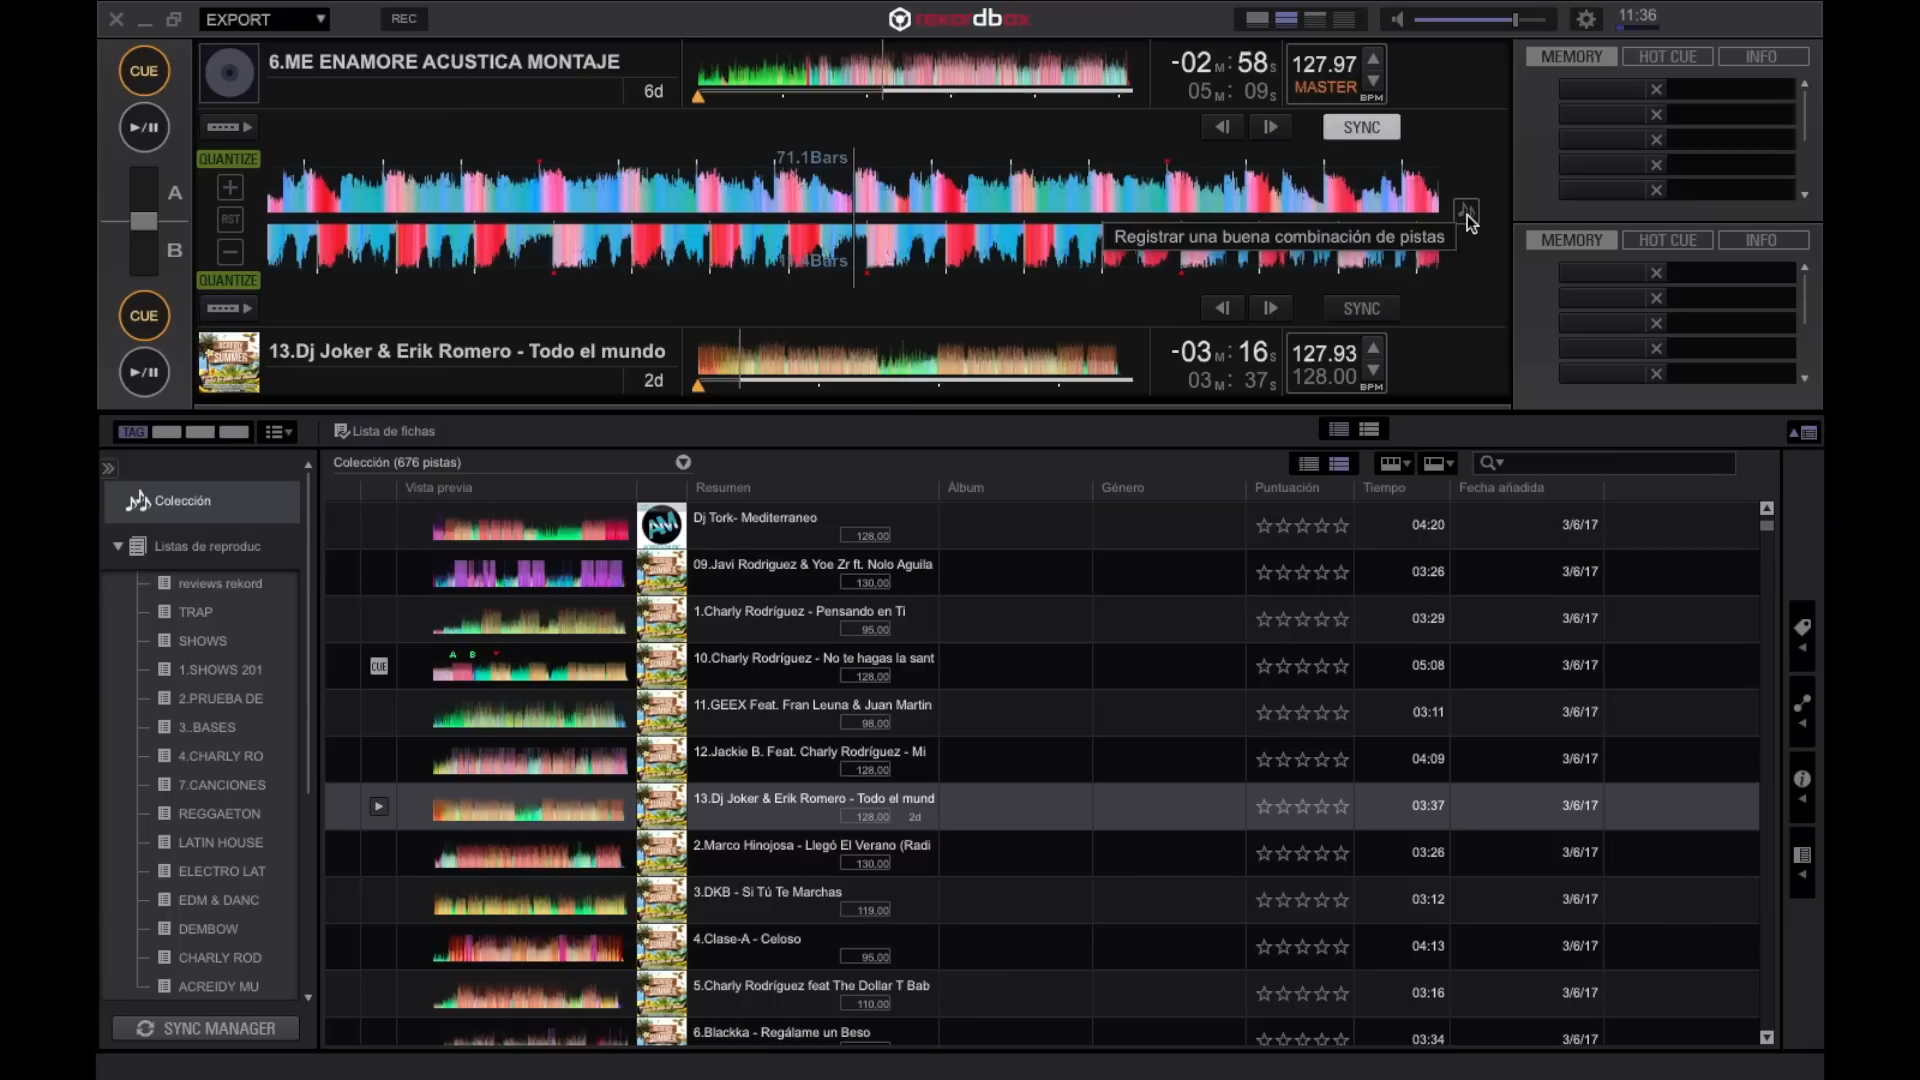 EXPORT
REC
rekordbox
11:36
CUE
6.ME ENAMORE ACUSTICA MONTAJE
6d
-02 M: 58 S
05 M: 09 S
127.97
MASTER
BPM
MEMORY HOT CUE INFO
SYNC
QUANTIZE
71.1Bars
A
RST
B
Registrar una buena combinación de pistas
MEMORY HOT CUE INFO
QUANTIZE
CUE
SYNC
13.Dj Joker & Erik Romero - Todo el mundo
2d
-03 M: 16 S
03 M: 37 S
127.93
128.00
BPM
TAG
Lista de fichas
Colección (676 pistas)
Vista previa Resumen Álbum Género Puntuación Tiempo Fecha añadida
Colección
Listas de reproduc
reviews rekord
TRAP
SHOWS
1.SHOWS 201
2.PRUEBA DE
3..BASES
4.CHARLY RO
7.CANCIONES
REGGAETON
LATIN HOUSE
ELECTRO LAT
EDM & DANC
DEMBOW
CHARLY ROD
ACREIDY MU
SYNC MANAGER
Dj Tork- Mediterraneo
128,00
04:20 3/6/17
09.Javi Rodriguez & Yoe Zr ft. Nolo Aguila
130,00
03:26 3/6/17
1.Charly Rodríguez - Pensando en Ti
95,00
03:29 3/6/17
CUE
A B
10.Charly Rodríguez - No te hagas la sant
128,00
05:08 3/6/17
11.GEEX Feat. Fran Leuna & Juan Martin
98,00
03:11 3/6/17
12.Jackie B. Feat. Charly Rodríguez - Mi
128,00
04:09 3/6/17
13.Dj Joker & Erik Romero - Todo el mund
128,00 2d
03:37 3/6/17
2.Marco Hinojosa - Llegó El Verano (Radi
130,00
03:26 3/6/17
3.DKB - Si Tú Te Marchas
119,00
03:12 3/6/17
4.Clase-A - Celoso
95,00
04:13 3/6/17
5.Charly Rodríguez feat The Dollar T Bab
110,00
03:16 3/6/17
6.Blackka - Regálame un Beso
03:34 3/6/17